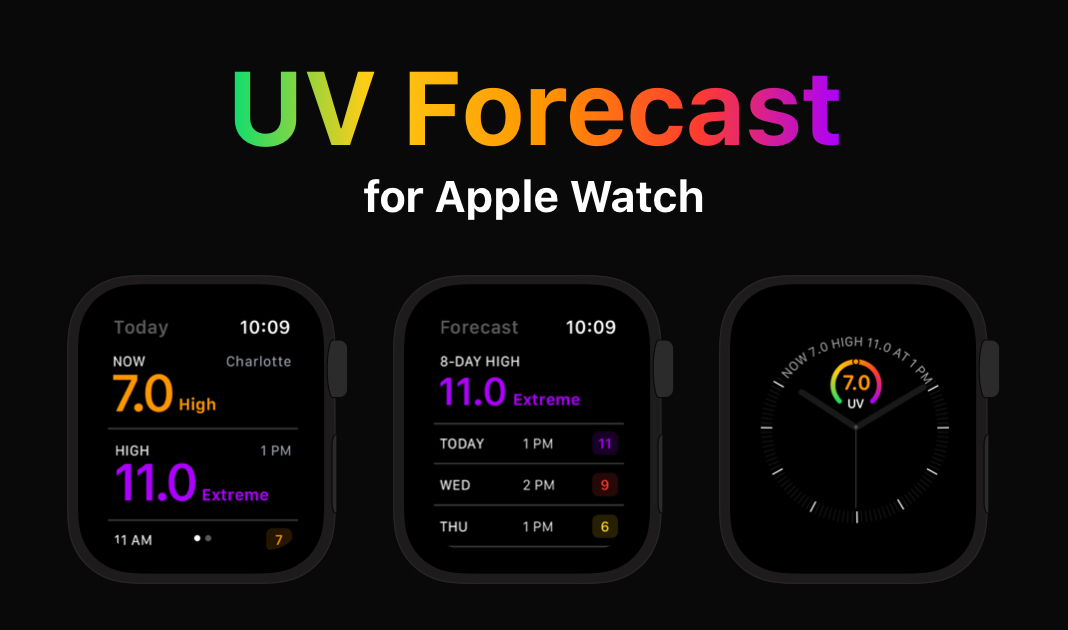 UV Forecast
for Apple Watch
Today 10:09
NOW Charlotte
7.0 High
HIGH 1 PM
11.0 Extreme
11 AM 7
Forecast 10:09
8-DAY HIGH
11.0 Extreme
TODAY 1 PM 11
WED 2 PM 9
THU 1 PM 6
NOW 7.0 HIGH 11.0 AT 1 PM
7.0
UV